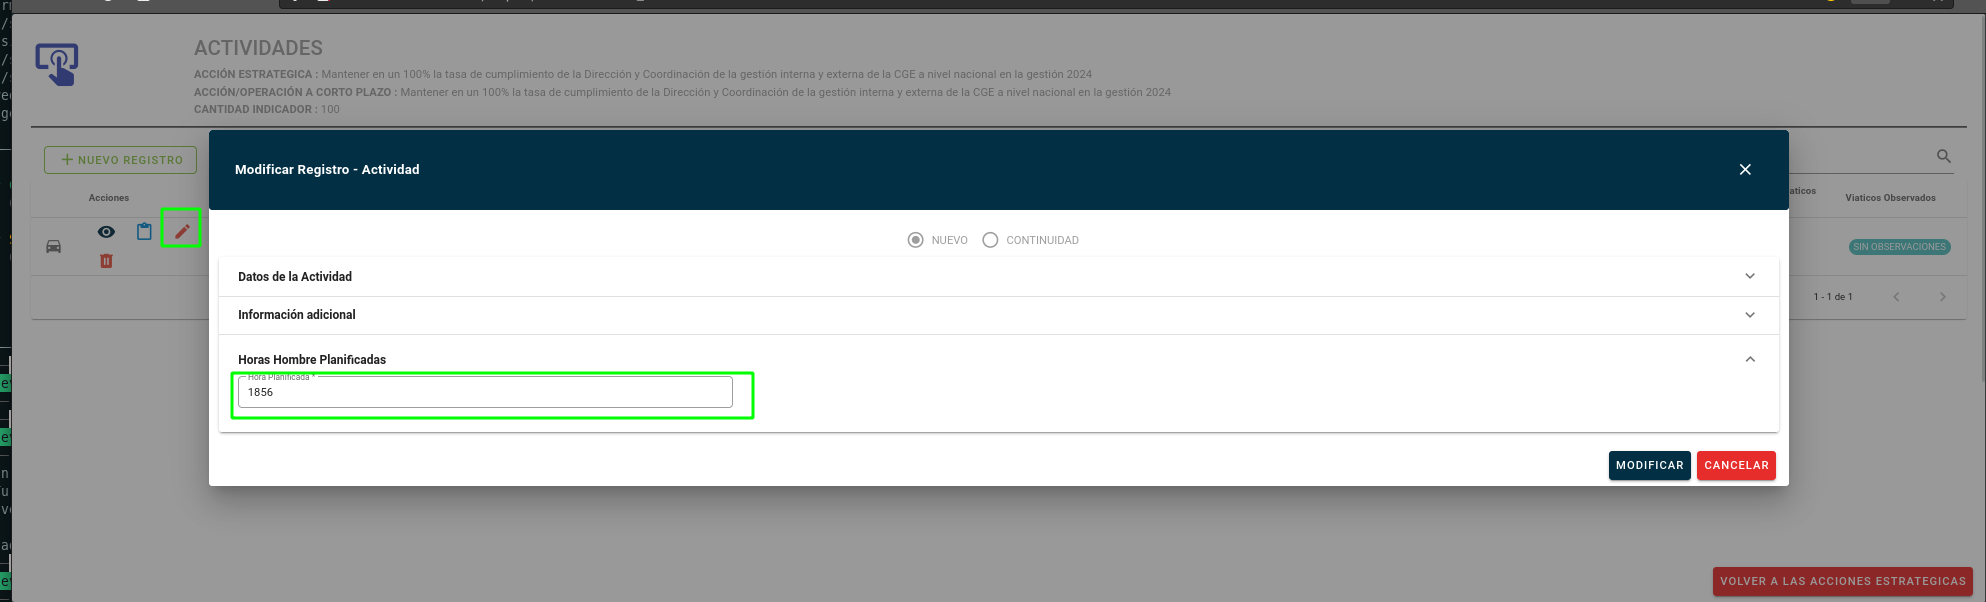 ACTIVIDADES
ACCIÓN ESTRATEGICA : Mantener en un 100% la tasa de cumplimiento de la Dirección y Coordinación de la gestión interna y externa de la CGE a nivel nacional en la gestión 2024
ACCIÓN/OPERACIÓN A CORTO PLAZO : Mantener en un 100% la tasa de cumplimiento de la Dirección y Coordinación de la gestión interna y externa de la CGE a nivel nacional en la gestión 2024
CANTIDAD INDICADOR : 100
NUEVO REGISTRO
Modificar Registro - Actividad
Acciones
Viaticos Observados
NUEVO CONTINUIDAD
SIN OBSERVACIONES
Datos de la Actividad
1 - 1 de 1
Información adicional
Horas Hombre Planificadas
Hora Planificada *
1856
MODIFICAR CANCELAR
VOLVER A LAS ACCIONES ESTRATEGICAS